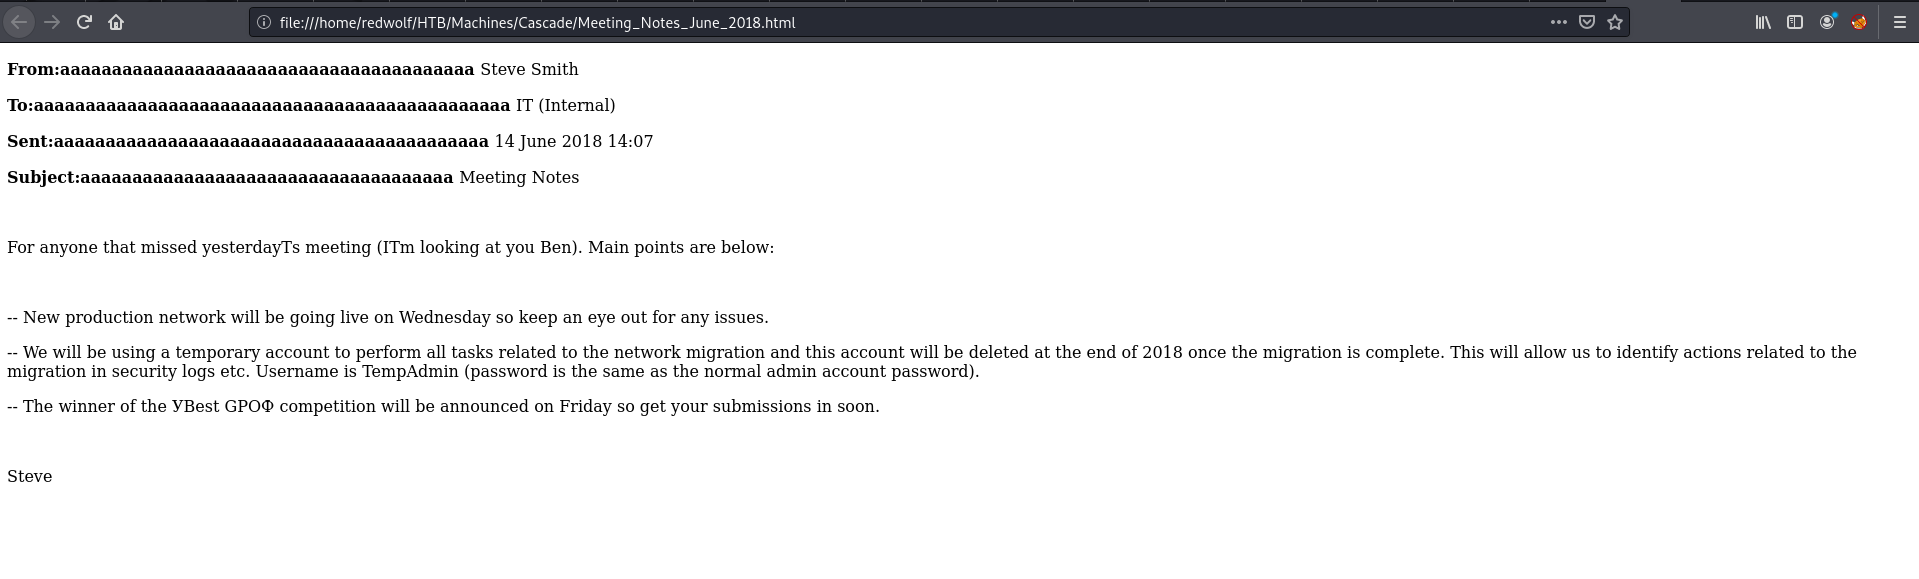 file:///home/redwolf/HTB/Machines/Cascade/Meeting_Notes_June_2018.html
From:aaaaaaaaaaaaaaaaaaaaaaaaaaaaaaaaaaaaaaaa Steve Smith
To:aaaaaaaaaaaaaaaaaaaaaaaaaaaaaaaaaaaaaaaaaaaaaa IT (Internal)
Sent:aaaaaaaaaaaaaaaaaaaaaaaaaaaaaaaaaaaaaaaaaa 14 June 2018 14:07
Subject:aaaaaaaaaaaaaaaaaaaaaaaaaaaaaaaaaaaa Meeting Notes
For anyone that missed yesterdayТs meeting (IТm looking at you Ben). Main points are below:
-- New production network will be going live on Wednesday so keep an eye out for any issues.
-- We will be using a temporary account to perform all tasks related to the network migration and this account will be deleted at the end of 2018 once the migration is complete. This will allow us to identify actions related to the
migration in security logs etc. Username is TempAdmin (password is the same as the normal admin account password).
-- The winner of the УBest GPOФ competition will be announced on Friday so get your submissions in soon.
Steve